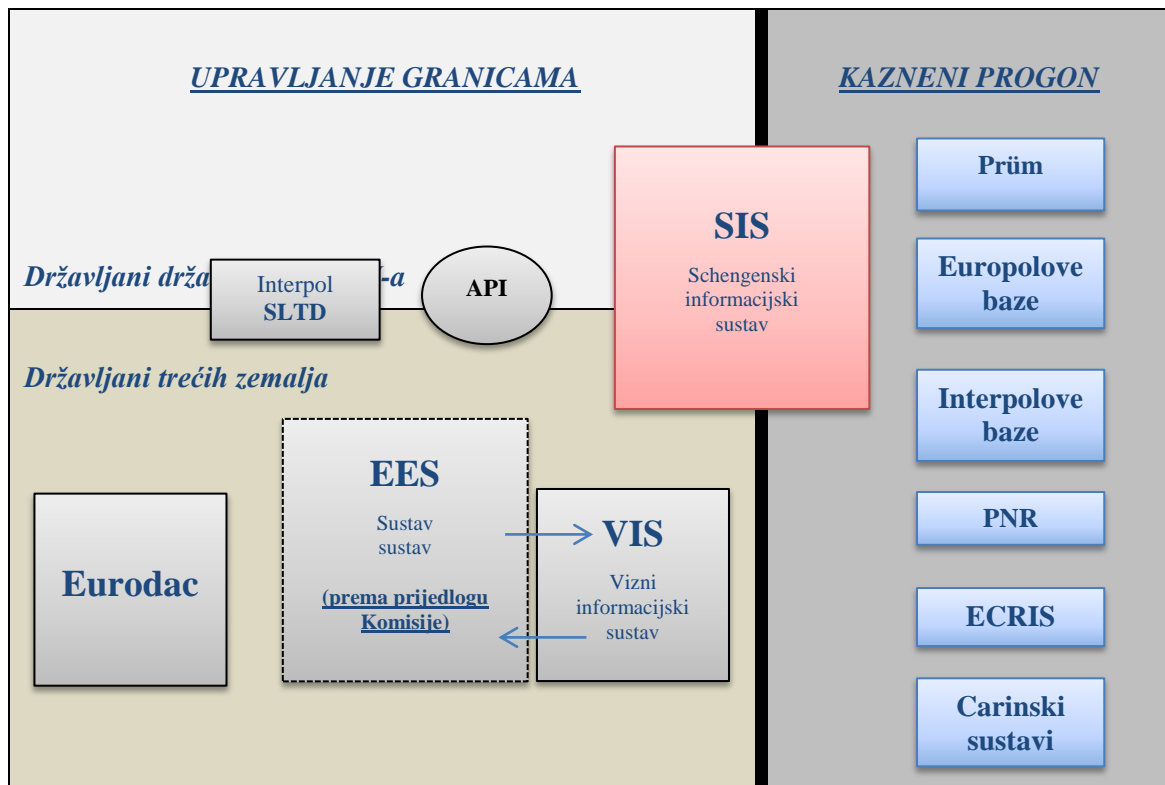 UPRAVLJANJE GRANICAMA
KAZNENI PROGON
Državljani drža
-a
Interpol
SLTD
API
SIS
Schengenski
informacijski
sustav
Državljani trećih zemalja
EES
Sustav
sustav
(prema prijedlogu
Komisije)
VIS
Vizni
informacijski
sustav
Eurodac
Prüm
Europolove
baze
Interpolove
baze
PNR
ECRIS
Carinski
sustavi